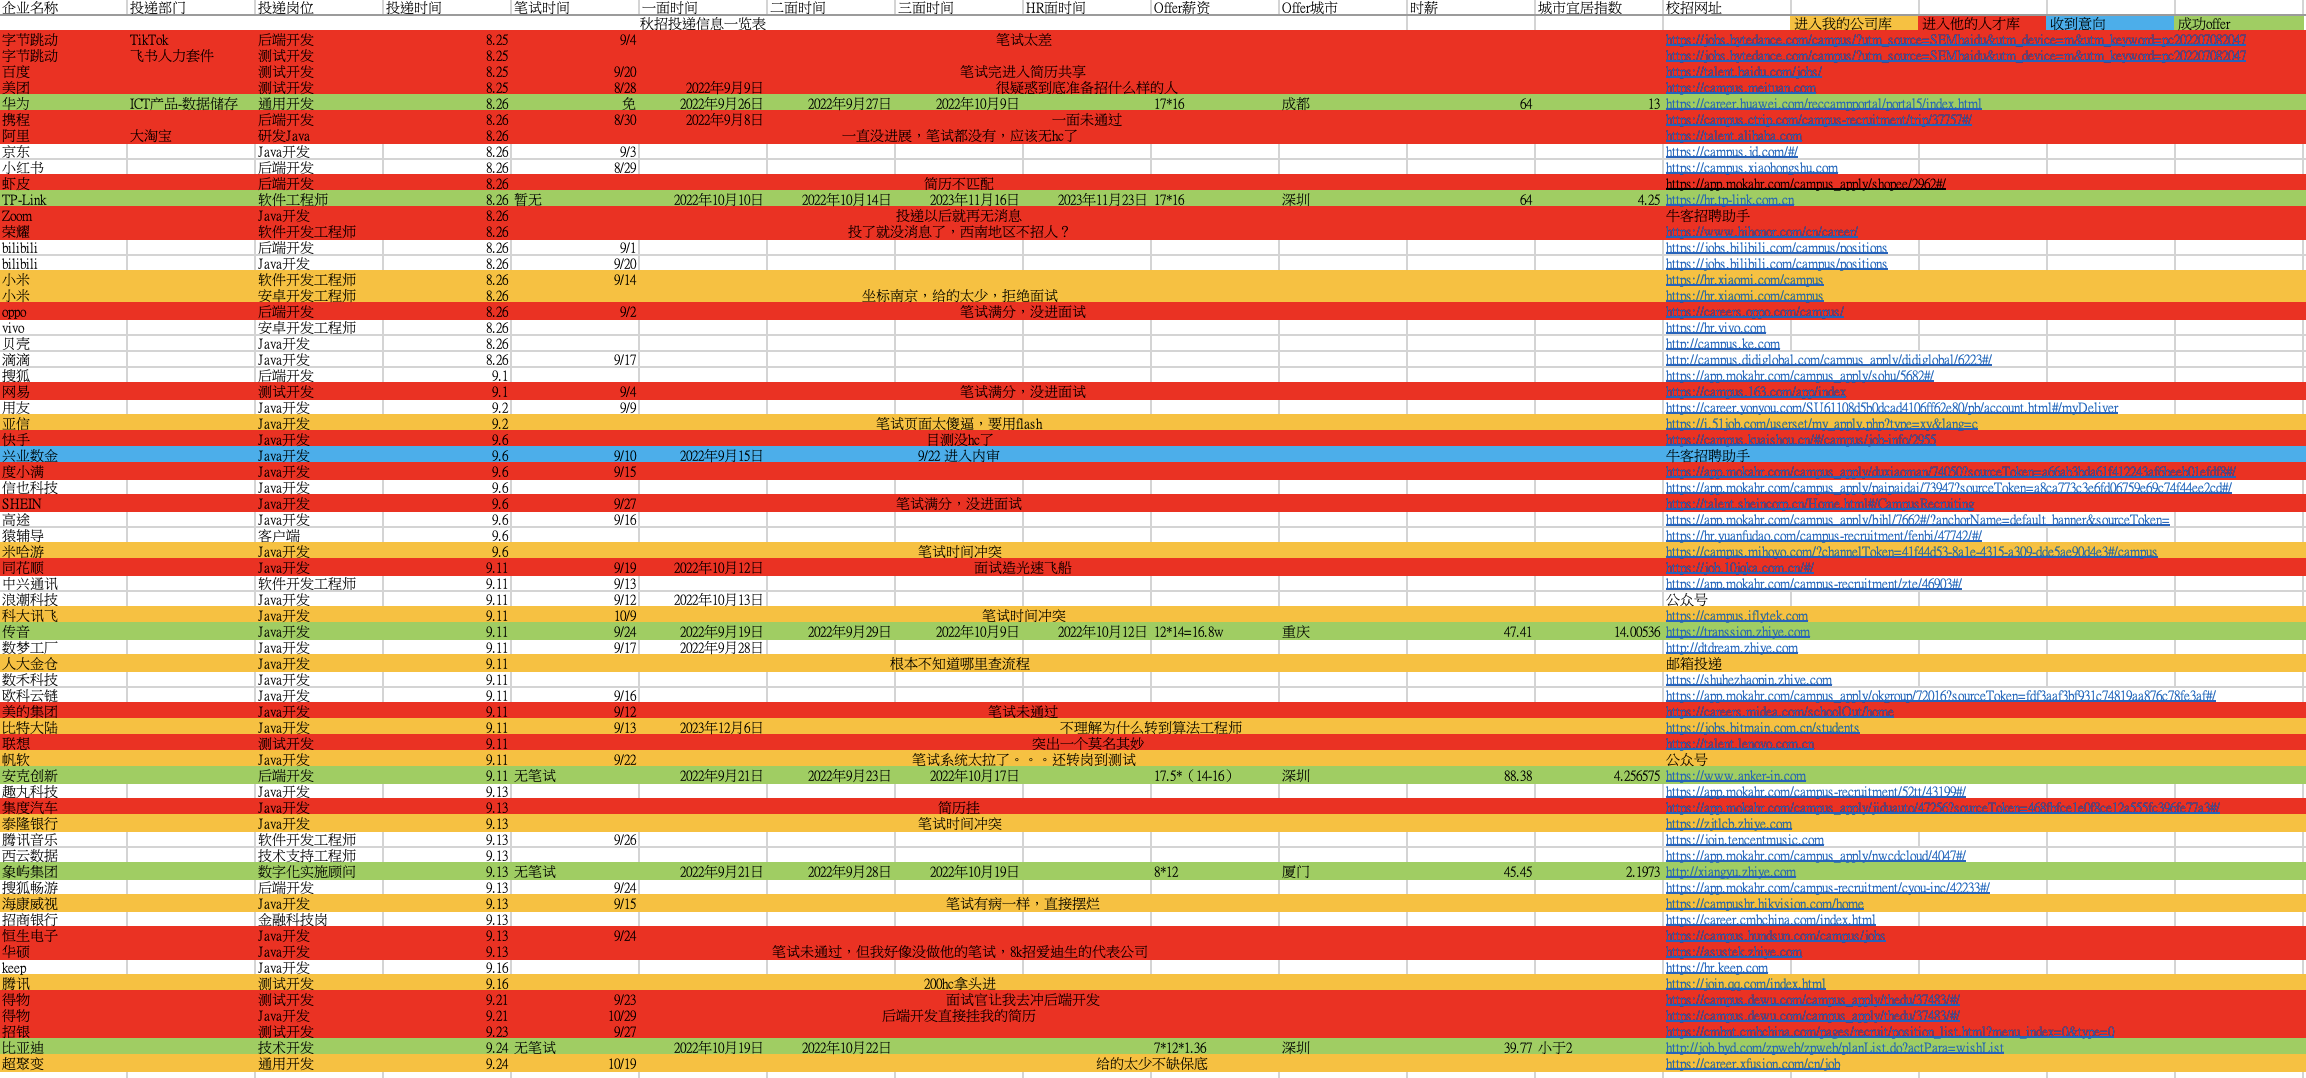 企业名称 投递部门 投递岗位 投递时间 笔试时间 一面时间 二面时间 三面时间 HR面时间 Offer薪资 Offer城市 时薪 城市宜居指数 校招网址
秋招投递信息一览表 进入我的公司库 进入他的人才库 收到意向 成功offer
字节跳动 TikTok 后端开发 8.25 9/4 笔试太差 https://jobs.bytedance.com/campus/?utm_source=SEMbaidu&utm_device=m&utm_keyword=pc202207082047
字节跳动 飞书人力套件 测试开发 8.25 https://jobs.bytedance.com/campus/?utm_source=SEMbaidu&utm_device=m&utm_keyword=pc202207082047
百度 测试开发 8.25 9/20 笔试完进入简历共享 https://talent.baidu.com/jobs/
美团 测试开发 8.25 8/28 2022年9月9日 很疑惑到底准备招什么样的人 https://campus.meituan.com
华为 ICT产品-数据储存 通用开发 8.26 免 2022年9月26日 2022年9月27日 2022年10月9日 17*16 成都 64 13 https://career.huawei.com/reccampportal/portal5/index.html
携程 后端开发 8.26 8/30 2022年9月8日 一面未通过 https://campus.ctrip.com/campus-recruitment/trip/37757#/
阿里 大淘宝 研发Java 8.26 一直没进展，笔试都没有，应该无hc了 https://talent.alibaba.com
京东 Java开发 8.26 9/3 https://campus.jd.com/#/
小红书 后端开发 8.26 8/29 https://campus.xiaohongshu.com
虾皮 后端开发 8.26 简历不匹配 https://app.mokahr.com/campus_apply/shopee/2962#/
TP-Link 软件工程师 8.26 暂无 2022年10月10日 2022年10月14日 2023年11月16日 2023年11月23日 17*16 深圳 64 4.25 https://hr.tp-link.com.cn
Zoom Java开发 8.26 投递以后就再无消息 牛客招聘助手
荣耀 软件开发工程师 8.26 投了就没消息了，西南地区不招人？ https://www.hihonor.com/cn/career/
bilibili 后端开发 8.26 9/1 https://jobs.bilibili.com/campus/positions
bilibili Java开发 8.26 9/20 https://jobs.bilibili.com/campus/positions
小米 软件开发工程师 8.26 9/14 https://hr.xiaomi.com/campus
小米 安卓开发工程师 8.26 坐标南京，给的太少，拒绝面试 https://hr.xiaomi.com/campus
oppo 后端开发 8.26 9/2 笔试满分，没进面试 https://careers.oppo.com/campus/
vivo 安卓开发工程师 8.26 https://hr.vivo.com
贝壳 Java开发 8.26 http://campus.ke.com
滴滴 Java开发 8.26 9/17 http://campus.didiglobal.com/campus_apply/didiglobal/6223#/
搜狐 后端开发 9.1 https://app.mokahr.com/campus_apply/sohu/5682#/
网易 测试开发 9.1 9/4 笔试满分，没进面试 https://campus.163.com/app/index
用友 Java开发 9.2 9/9 https://career.yonyou.com/SU61108d5b0dcad4106ff62e80/pb/account.html#/myDeliver
亚信 Java开发 9.2 笔试页面太傻逼，要用flash https://i.51job.com/userset/my_apply.php?type=xy&lang=c
快手 Java开发 9.6 目测没hc了 https://campus.kuaishou.cn/#/campus/job-info/2955
兴业数金 Java开发 9.6 9/10 2022年9月15日 9/22 进入内审 牛客招聘助手
度小满 Java开发 9.6 9/15
信也科技 Java开发 9.6 https://app.mokahr.com/campus_apply/paipaidai/73947?sourceToken=a8ca773c3e6fd06759e69c74f44ee2cd#/
SHEIN Java开发 9.6 9/27 笔试满分，没进面试 https://talent.sheincorp.cn/Home.html#/CampusRecruiting
高途 Java开发 9.6 9/16 https://app.mokahr.com/campus_apply/bjhl/7662#/?anchorName=default_banner&sourceToken=
猿辅导 客户端 9.6 https://hr.yuanfudao.com/campus-recruitment/fenbi/47742/#/
米哈游 Java开发 9.6 笔试时间冲突 https://campus.mihoyo.com/?channelToken=41f44d53-8a1e-4315-a309-dde5ae90d4e3#/campus
同花顺 Java开发 9.11 9/19 2022年10月12日 面试造光速飞船 https://job.10jqka.com.cn/#/
中兴通讯 软件开发工程师 9.11 9/13 https://app.mokahr.com/campus-recruitment/zte/46903#/
浪潮科技 Java开发 9.11 9/12 2022年10月13日 公众号
科大讯飞 Java开发 9.11 10/9 笔试时间冲突 https://campus.iflytek.com
传音 Java开发 9.11 9/24 2022年9月19日 2022年9月29日 2022年10月9日 2022年10月12日 12*14=16.8w 重庆 47.41 14.00536 https://transsion.zhiye.com
数梦工厂 Java开发 9.11 9/17 2022年9月28日 http://dtdream.zhiye.com
人大金仓 Java开发 9.11 根本不知道哪里查流程 邮箱投递
数禾科技 Java开发 9.11 https://shuhezhaopin.zhiye.com
欧科云链 Java开发 9.11 9/16 https://app.mokahr.com/campus_apply/okgroup/72016?sourceToken=fdf3aaf3bf931c74819aa876c78fe3af#/
美的集团 Java开发 9.11 9/12 笔试未通过 https://careers.midea.com/schoolOut/home
比特大陆 Java开发 9.11 9/13 2023年12月6日 不理解为什么转到算法工程师 https://jobs.bitmain.com.cn/students
联想 测试开发 9.11 突出一个莫名其妙 https://talent.lenovo.com.cn
帆软 Java开发 9.11 9/22 笔试系统太拉了。。。还转岗到测试 公众号
安克创新 后端开发 9.11 无笔试 2022年9月21日 2022年9月23日 2022年10月17日 17.5*（14-16） 深圳 88.38 4.256575 https://www.anker-in.com
趣丸科技 Java开发 9.13 https://app.mokahr.com/campus-recruitment/52tt/43199#/
集度汽车 Java开发 9.13 简历挂
泰隆银行 Java开发 9.13 笔试时间冲突 https://zjtlcb.zhiye.com
腾讯音乐 软件开发工程师 9.13 9/26 https://join.tencentmusic.com
西云数据 技术支持工程师 9.13 https://app.mokahr.com/campus_apply/nwcdcloud/4047#/
象屿集团 数字化实施顾问 9.13 无笔试 2022年9月21日 2022年9月28日 2022年10月19日 8*12 厦门 45.45 2.1973 http://xiangyu.zhiye.com
搜狐畅游 后端开发 9.13 9/24 https://app.mokahr.com/campus-recruitment/cyou-inc/42233#/
海康威视 Java开发 9.13 9/15 笔试有病一样，直接摆烂 https://campushr.hikvision.com/home
招商银行 金融科技岗 9.13 https://career.cmbchina.com/index.html
恒生电子 Java开发 9.13 9/24 https://campus.hundsun.com/campus/jobs
华硕 Java开发 9.13 笔试未通过，但我好像没做他的笔试，8k招爱迪生的代表公司 https://asustek.zhiye.com
keep Java开发 9.16 https://hr.keep.com
腾讯 测试开发 9.16 200hc拿头进 https://join.qq.com/index.html
得物 测试开发 9.21 9/23 面试官让我去冲后端开发 https://campus.dewu.com/campus_apply/thedu/37483/#/
得物 Java开发 9.21 10/29 后端开发直接挂我的简历 https://campus.dewu.com/campus_apply/thedu/37483/#/
招银 测试开发 9.23 9/27 https://cmbnt.cmbchina.com/pages/recruit/position_list.html?menu_index=0&type=0
比亚迪 技术开发 9.24 无笔试 2022年10月19日 2022年10月22日 7*12*1.36 深圳 39.77 小于2 http://job.byd.com/zpweb/zpweb/planList.do?actPara=wishList
超聚变 通用开发 9.24 10/19 给的太少不缺保底 https://career.xfusion.com/cn/job